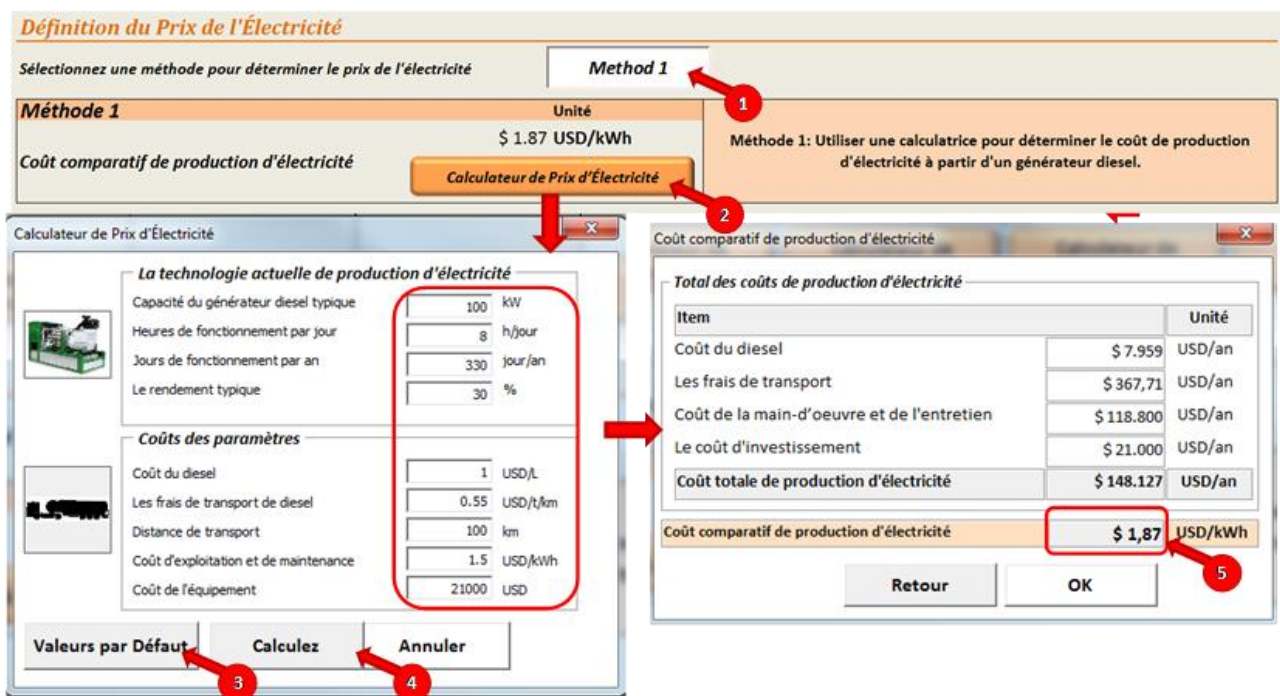 Définition du Prix de l'Électricité
Sélectionnez une méthode pour déterminer le prix de l'électricité
Method 1
1
Méthode 1
Unité
$ 1.87 USD/kWh
Coût comparatif de production d'électricité
Calculateur de Prix d'Électricité
2
Méthode 1: Utiliser une calculatrice pour déterminer le coût de production
d'électricité à partir d'un générateur diesel.
Calculateur de Prix d'Électricité
La technologie actuelle de production d'électricité
Capacité du générateur diesel typique 100 kW
Heures de fonctionnement par jour 8 h/jour
Jours de fonctionnement par an 330 jour/an
Le rendement typique 30 %
Coûts des paramètres
Coût du diesel 1 USD/L
Les frais de transport de diesel 0.55 USD/t/km
Distance de transport 100 km
Coût d'exploitation et de maintenance 1.5 USD/kWh
Coût de l'équipement 21000 USD
Valeurs par Défaut Calculez Annuler
3 4
Coût comparatif de production d'électricité
Total des coûts de production d'électricité
Item Unité
Coût du diesel $ 7.959 USD/an
Les frais de transport $ 367,71 USD/an
Coût de la main-d'oeuvre et de l'entretien $ 118.800 USD/an
Le coût d'investissement $ 21.000 USD/an
Coût totale de production d'électricité $ 148.127 USD/an
Coût comparatif de production d'électricité $ 1,87 USD/kWh
5
Retour OK